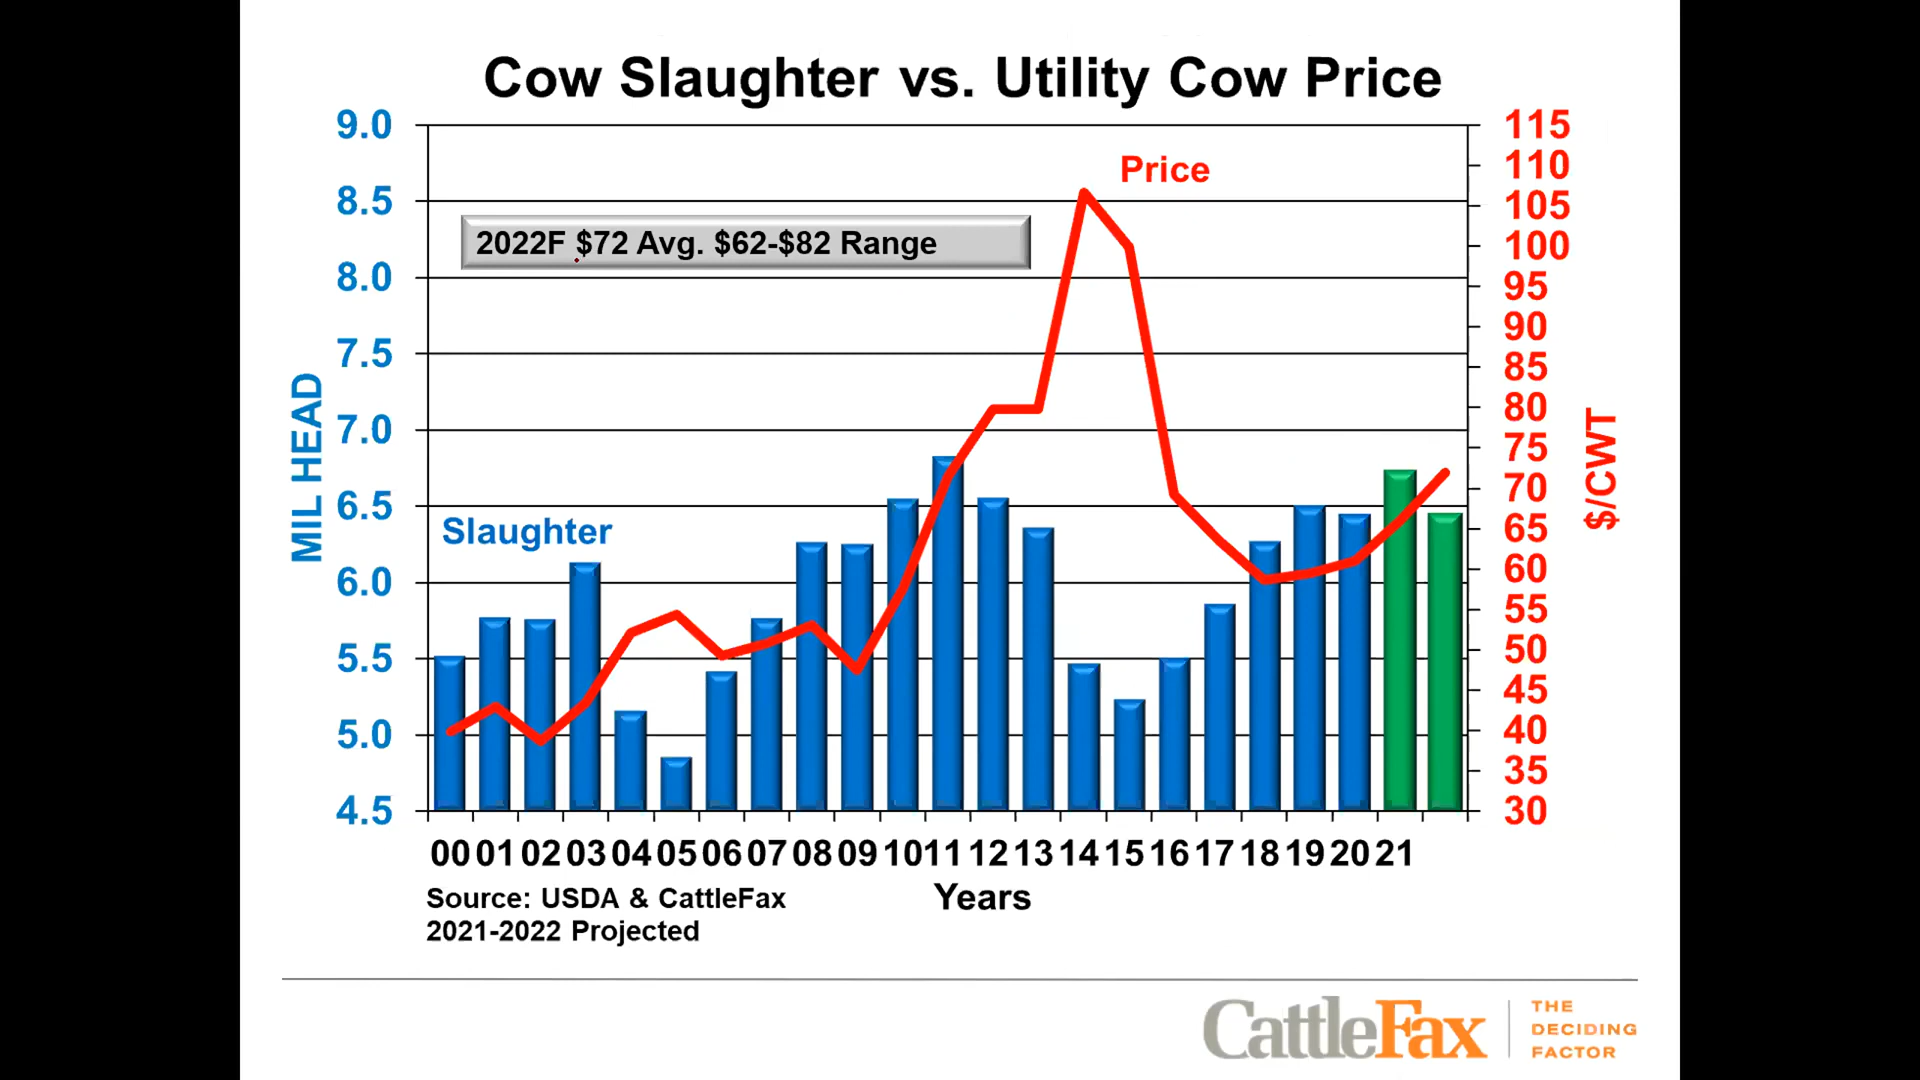 Cow Slaughter vs. Utility Cow Price
9.0
8.5
8.0
7.5
7.0
6.5
6.0
5.5
5.0
4.5
MIL HEAD
2022F $72 Avg. $62-$82 Range
Price
Slaughter
115
110
105
100
95
90
85
80
75
70
65
60
55
50
45
40
35
30
$/CWT
00 01 02 03 04 05 06 07 08 09 10 11 12 13 14 15 16 17 18 19 20 21
Years
Source: USDA & CattleFax
2021-2022 Projected
CattleFax
THE
DECIDING
FACTOR